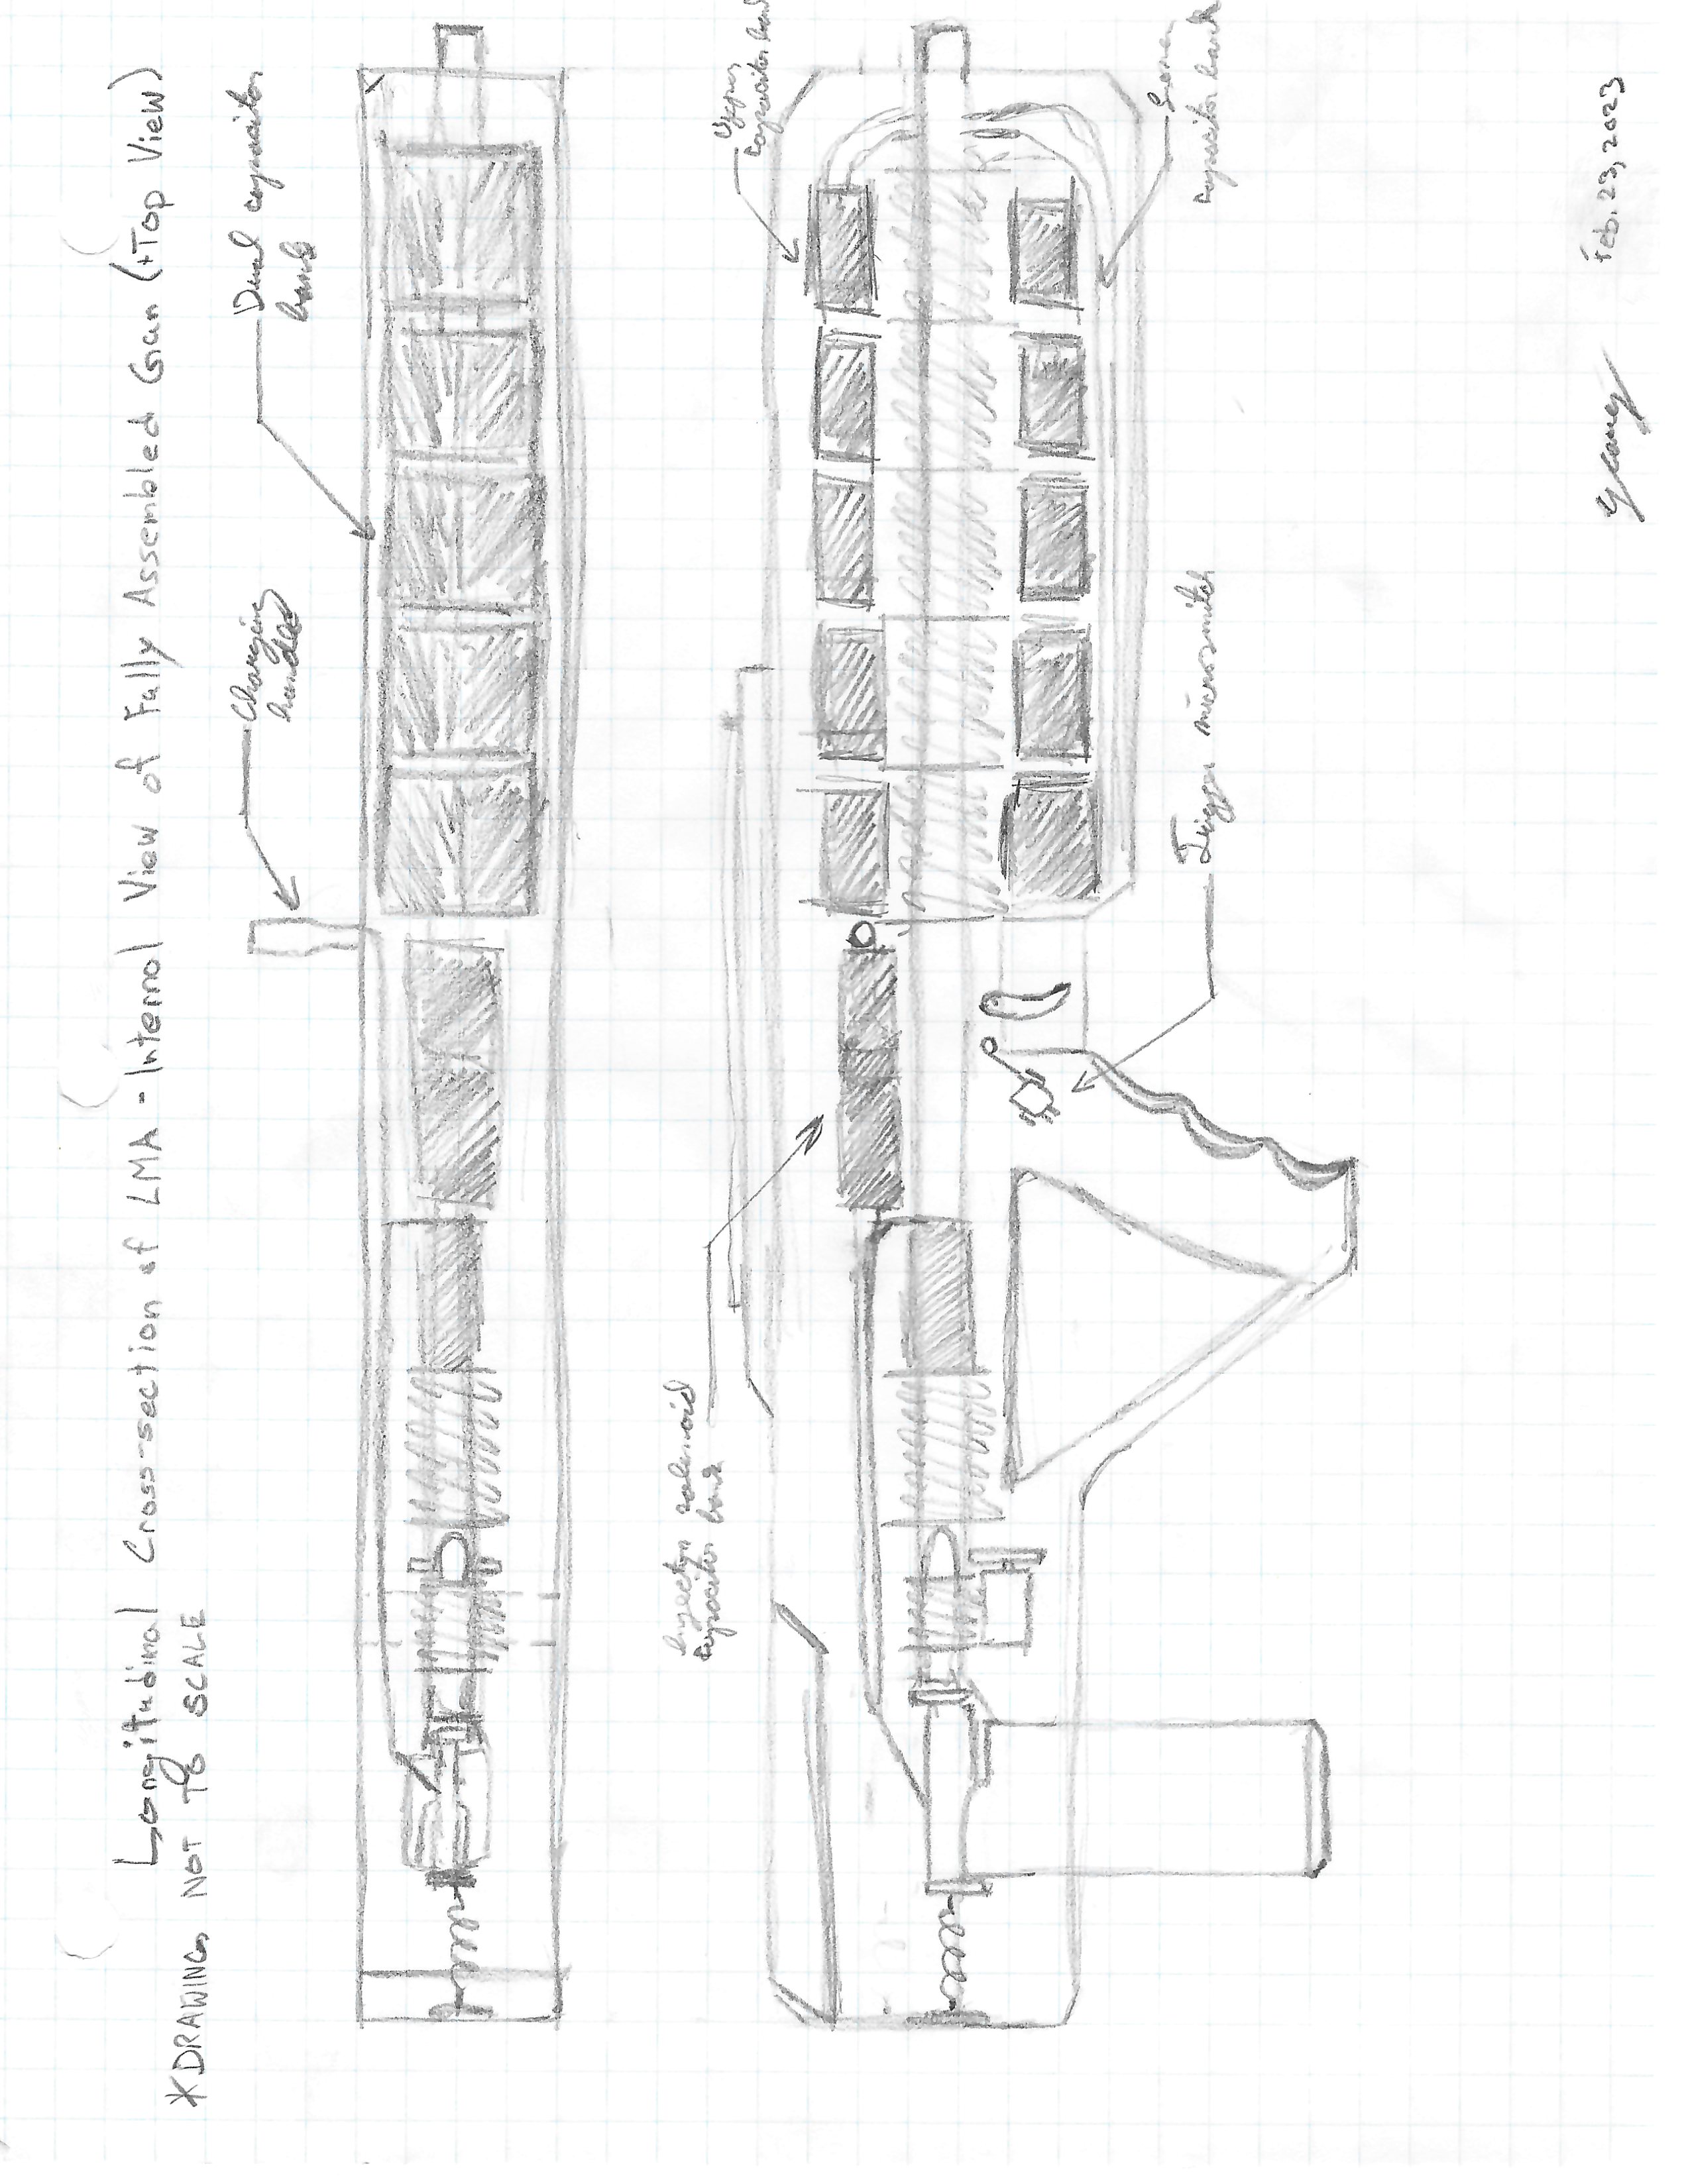 Longitudinal Cross-section of LMA - Internal View of Fully Assembled Gun (+Top View)
*DRAWINGS NOT TO SCALE
Charging
handle
Dual capacitor
bank
Injector solenoid
capacitor bank
Upper
capacitor bank
Trigger microswitch
Lower
capacitor bank
Feb. 23, 2023